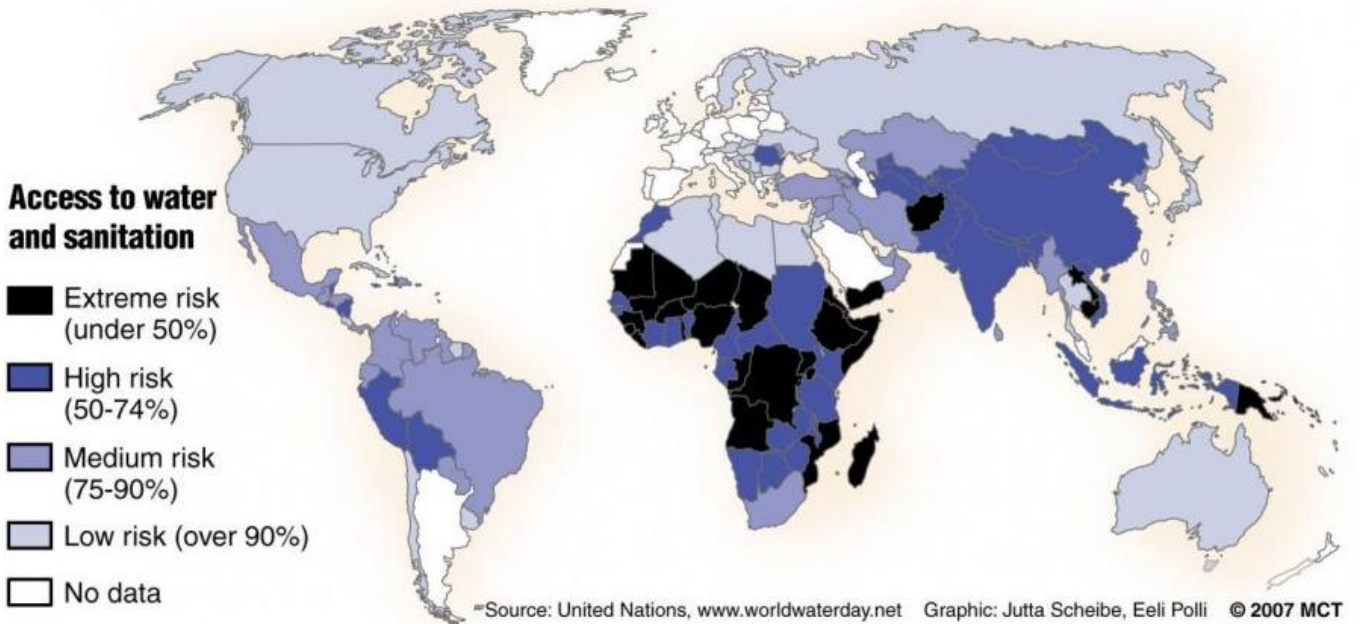 Access to water
and sanitation
Extreme risk
(under 50%)
High risk
(50-74%)
Medium risk
(75-90%)
Low risk (over 90%)
No data
Source: United Nations, www.worldwaterday.net Graphic: Jutta Scheibe, Eeli Polli © 2007 MCT